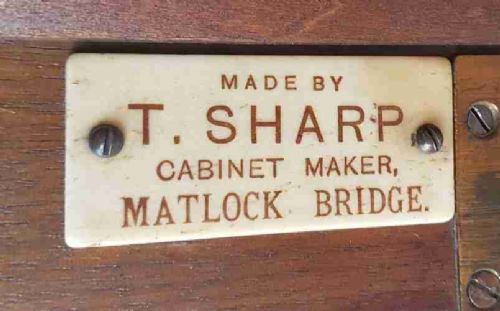 MADE BY
T. SHARP
CABINET MAKER,
MATLOCK BRIDGE.